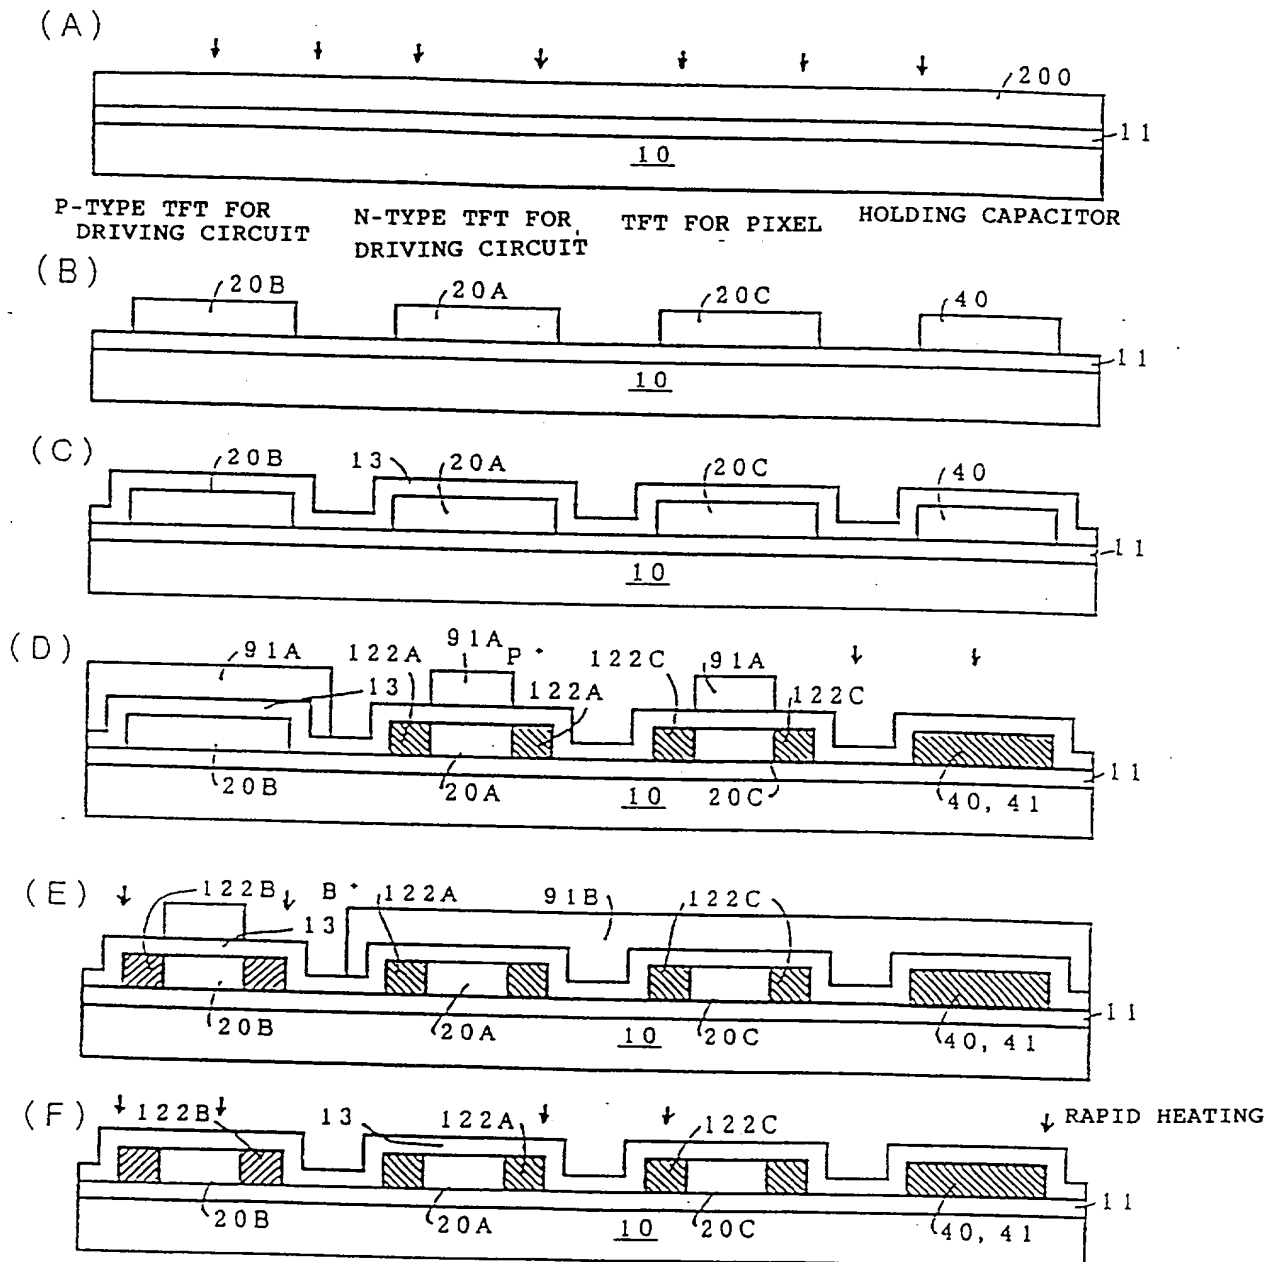 (A)
200
11
10
P-TYPE TFT FOR
DRIVING CIRCUIT
N-TYPE TFT FOR
DRIVING CIRCUIT
TFT FOR PIXEL
HOLDING CAPACITOR
(B)
20B
20A
20C
40
11
10
(C)
20B
13
20A
20C
40
11
10
(D)
91A
122A
91A
P+
122A
122C
91A
122C
13
11
20B
20A
10
20C
40, 41
(E)
122B
B+
122A
91B
122C
13
11
20B
20A
10
20C
40, 41
(F)
122B
13
122A
122C
RAPID HEATING
11
20B
20A
10
20C
40, 41